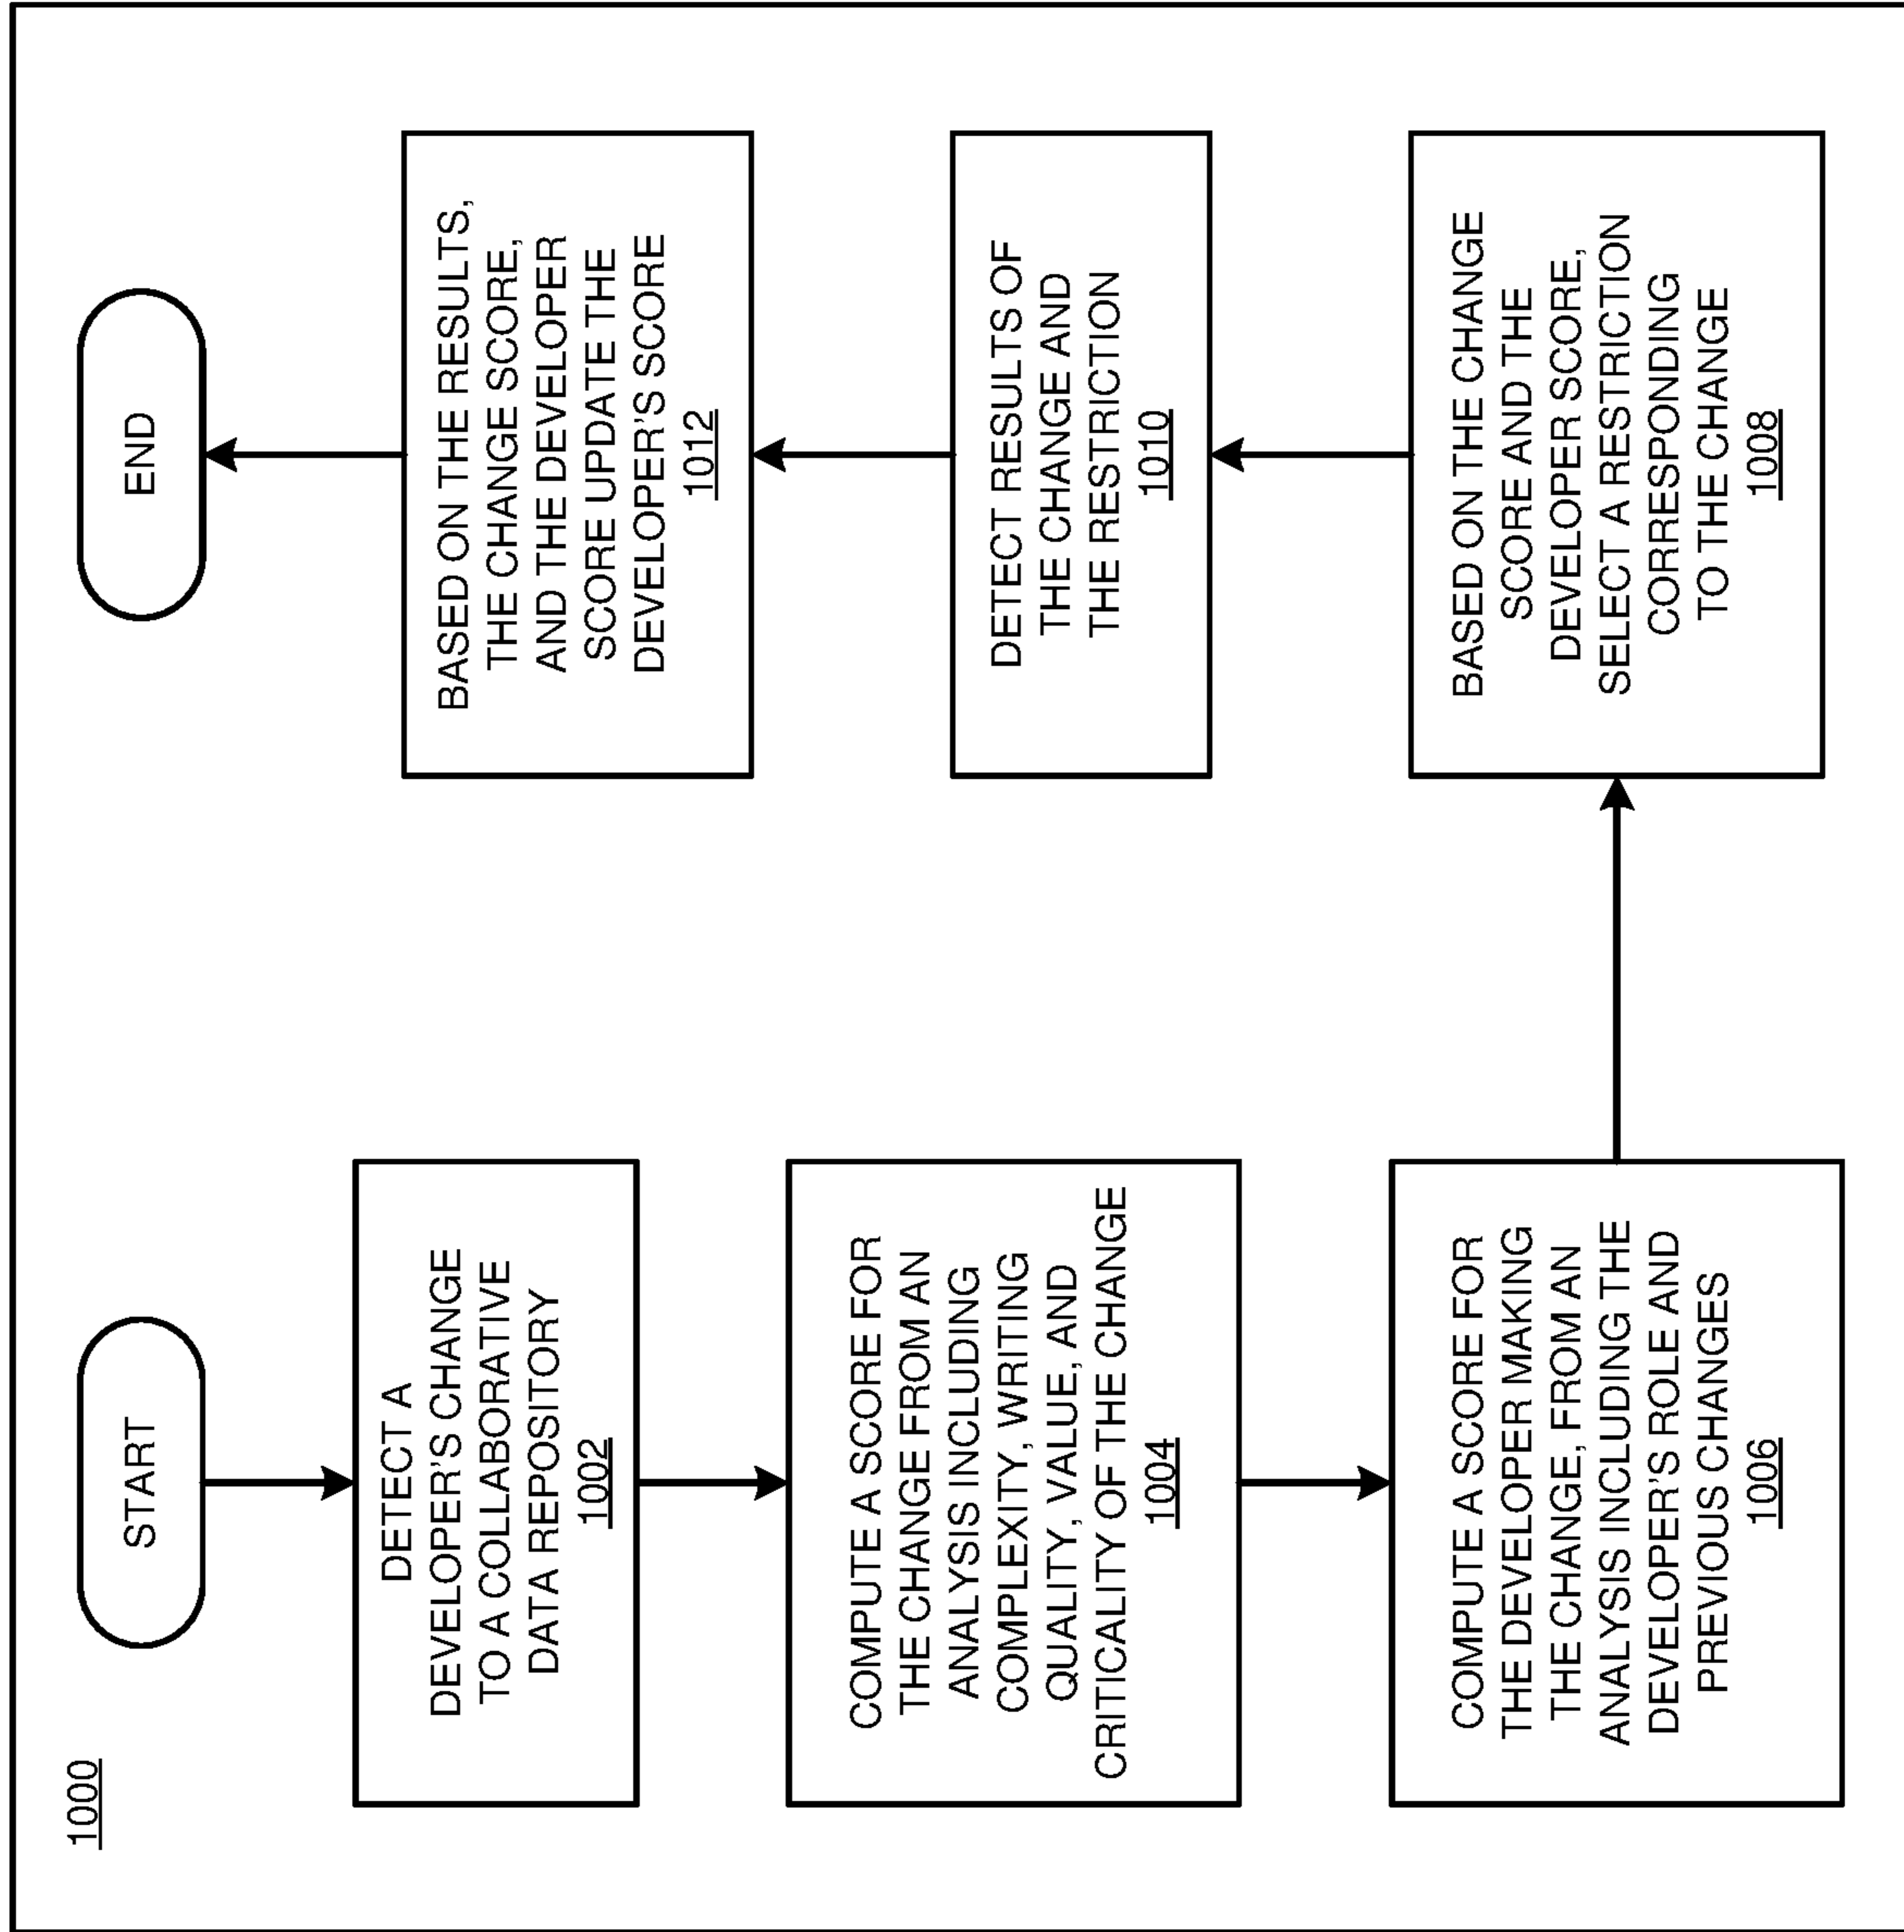 1000
START
DETECT A
DEVELOPER'S CHANGE
TO A COLLABORATIVE
DATA REPOSITORY
1002
COMPUTE A SCORE FOR
THE CHANGE FROM AN
ANALYSIS INCLUDING
COMPLEXITY, WRITING
QUALITY, VALUE, AND
CRITICALITY OF THE CHANGE
1004
COMPUTE A SCORE FOR
THE DEVELOPER MAKING
THE CHANGE, FROM AN
ANALYSIS INCLUDING THE
DEVELOPER'S ROLE AND
PREVIOUS CHANGES
1006
BASED ON THE CHANGE
SCORE AND THE
DEVELOPER SCORE,
SELECT A RESTRICTION
CORRESPONDING
TO THE CHANGE
1008
DETECT RESULTS OF
THE CHANGE AND
THE RESTRICTION
1010
BASED ON THE RESULTS,
THE CHANGE SCORE,
AND THE DEVELOPER
SCORE UPDATE THE
DEVELOPER'S SCORE
1012
END